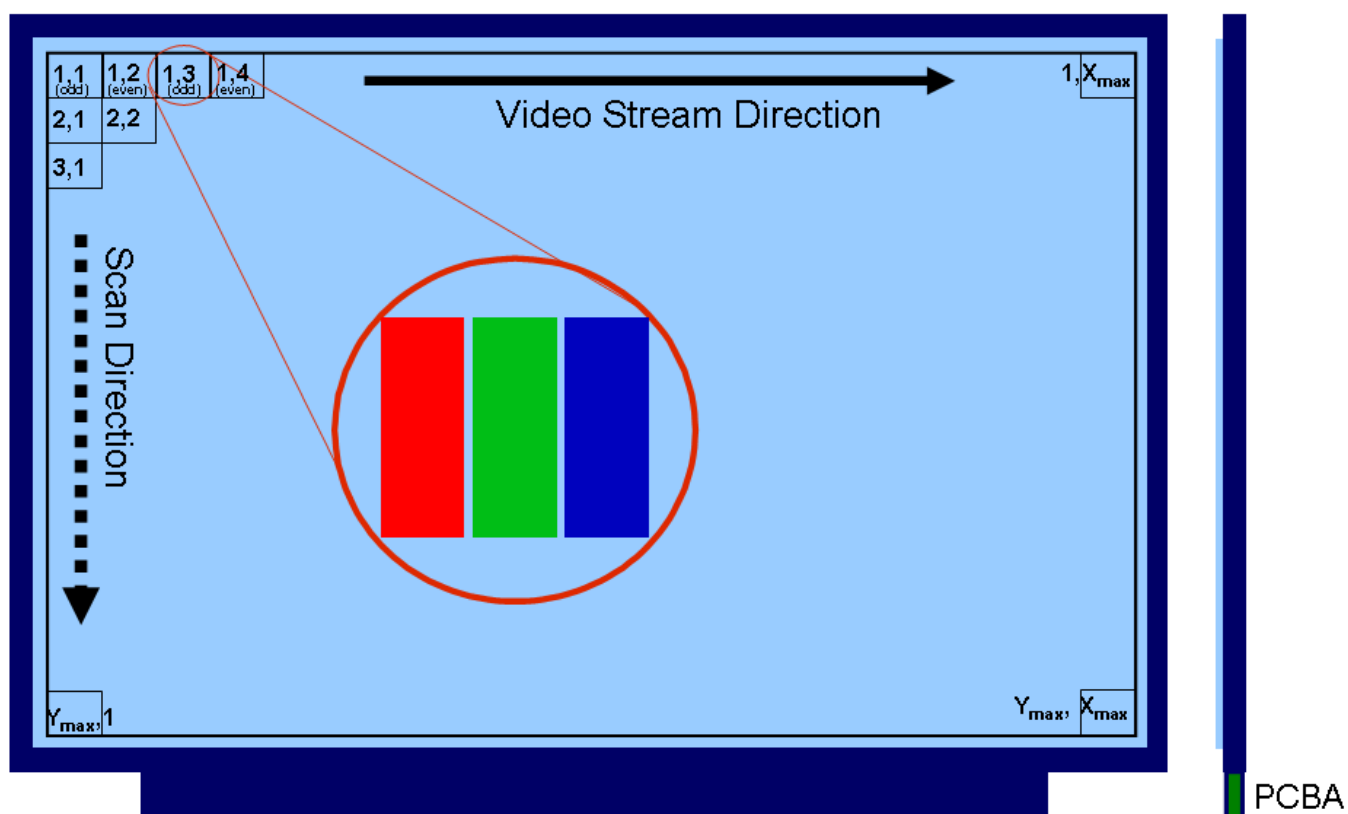 1,1 1,2 1,3 1,4 1,Xmax
(odd) (even) (odd) (even)
Video Stream Direction
2,1 2,2
3,1
Scan Direction
Ymax,1 Ymax, Xmax
PCBA